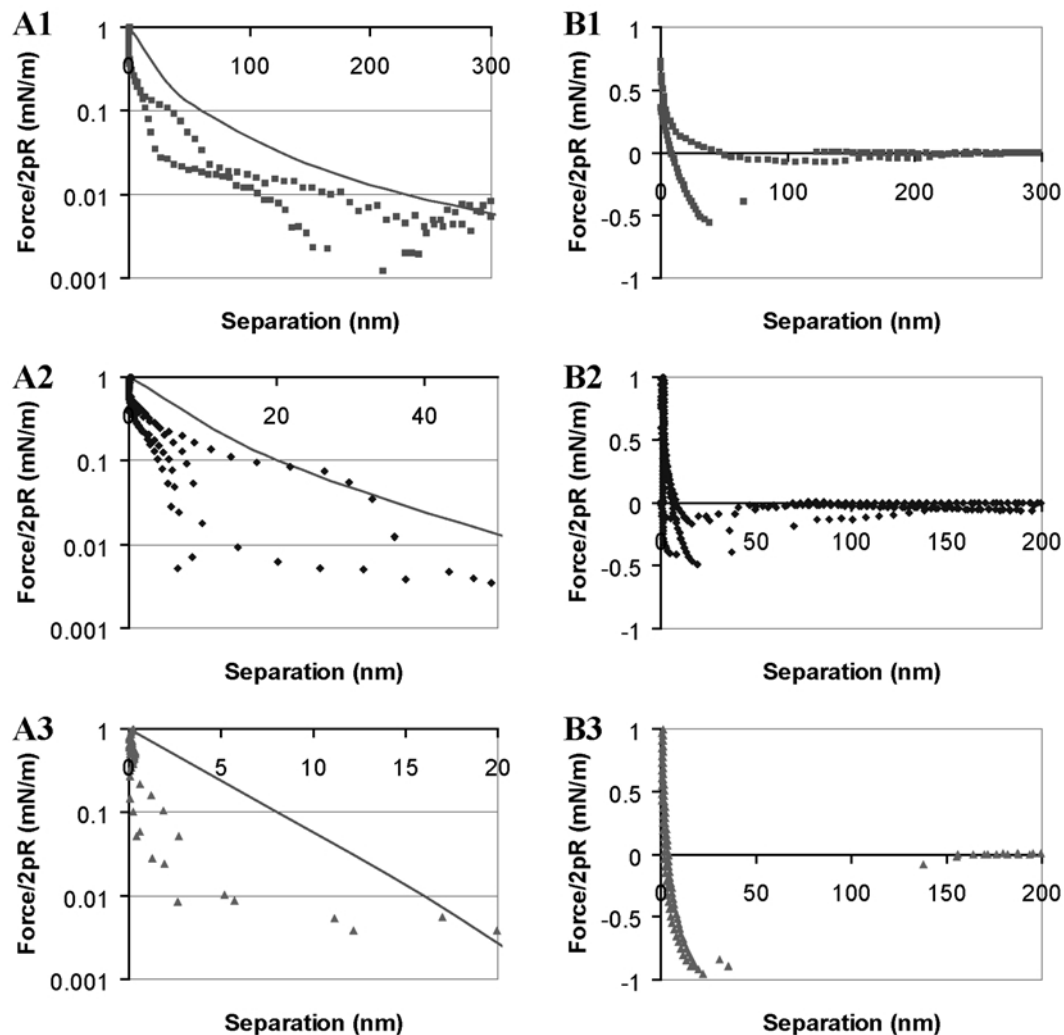 A1
Force/2pR (mN/m)
1
0.1
0.01
0.001
0 100 200 300
Separation (nm)
B1
Force/2pR (mN/m)
1
0.5
0
-0.5
-1
0 100 200 300
Separation (nm)
A2
Force/2pR (mN/m)
1
0.1
0.01
0.001
0 20 40
Separation (nm)
B2
Force/2pR (mN/m)
1
0.5
0
-0.5
-1
0 50 100 150 200
Separation (nm)
A3
Force/2pR (mN/m)
1
0.1
0.01
0.001
0 5 10 15 20
Separation (nm)
B3
Force/2pR (mN/m)
1
0.5
0
-0.5
-1
0 50 100 150 200
Separation (nm)